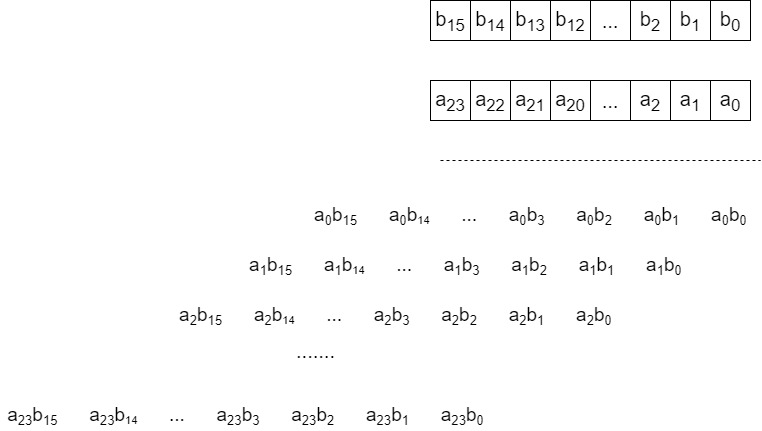 b₁₅ b₁₄ b₁₃ b₁₂ ... b₂ b₁ b₀
a₂₃ a₂₂ a₂₁ a₂₀ ... a₂ a₁ a₀
a₀b₁₅ a₀b₁₄ ... a₀b₃ a₀b₂ a₀b₁ a₀b₀
a₁b₁₅ a₁b₁₄ ... a₁b₃ a₁b₂ a₁b₁ a₁b₀
a₂b₁₅ a₂b₁₄ ... a₂b₃ a₂b₂ a₂b₁ a₂b₀
.......
a₂₃b₁₅ a₂₃b₁₄ ... a₂₃b₃ a₂₃b₂ a₂₃b₁ a₂₃b₀